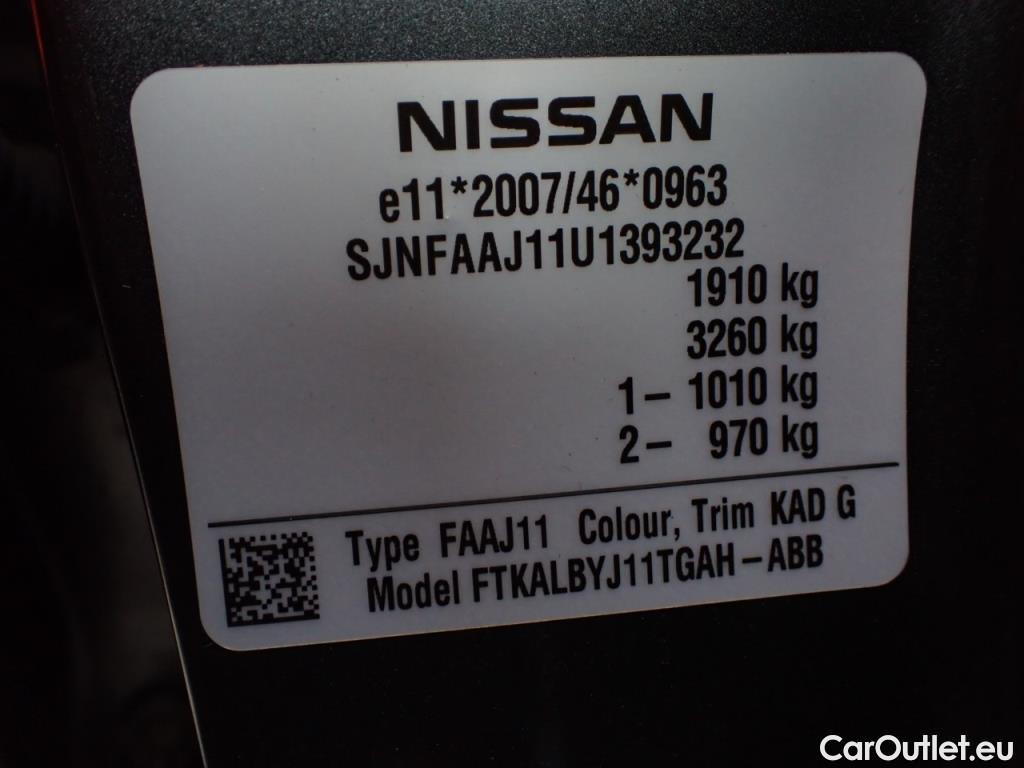 NISSAN
e11*2007/46*0963
SJNFAAJ11U1393232
1910 kg
3260 kg
1– 1010 kg
2– 970 kg
Type FAAJ11 Colour, Trim KAD G
Model FTKALBYJ11TGAH–ABB
CarOutlet.eu